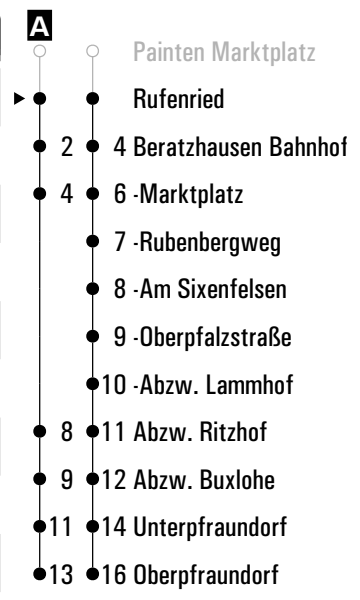 A
Painten Marktplatz
Rufenried
2 4 Beratzhausen Bahnhof
4 6 -Marktplatz
7 -Rubenbergweg
8 -Am Sixenfelsen
9 -Oberpfalzstraße
10 -Abzw. Lammhof
8 11 Abzw. Ritzhof
9 12 Abzw. Buxlohe
11 14 Unterpfraundorf
13 16 Oberpfraundorf